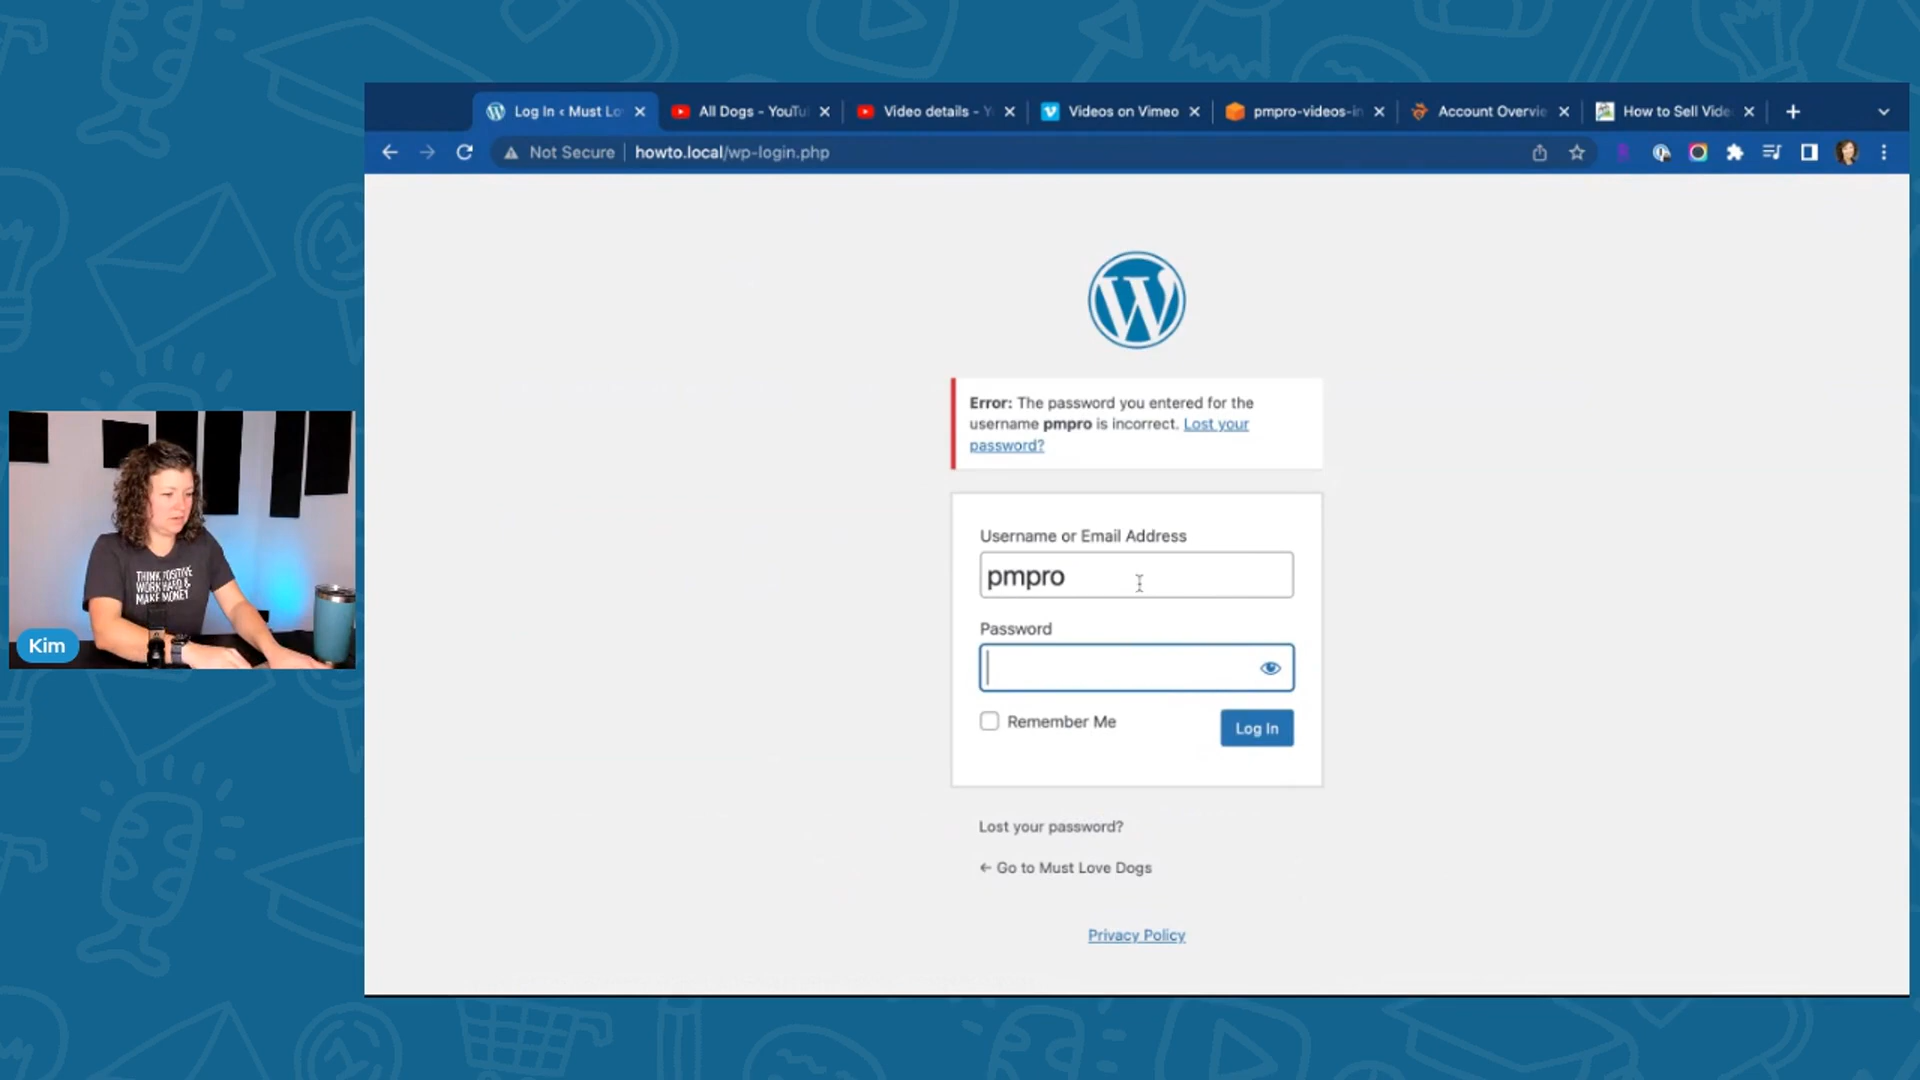 Log In ‹ Must Lo
All Dogs - YouTu
Video details - Y
Videos on Vimeo
pmpro-videos-in
Account Overvie
How to Sell Vide
Not Secure
howto.local/wp-login.php
Error: The password you entered for the
username pmpro is incorrect. Lost your
password?
Username or Email Address
pmpro
Password
Remember Me
Log In
Lost your password?
← Go to Must Love Dogs
Privacy Policy
THINK POSITIVE
WORK HARD &
MAKE MONEY
Kim